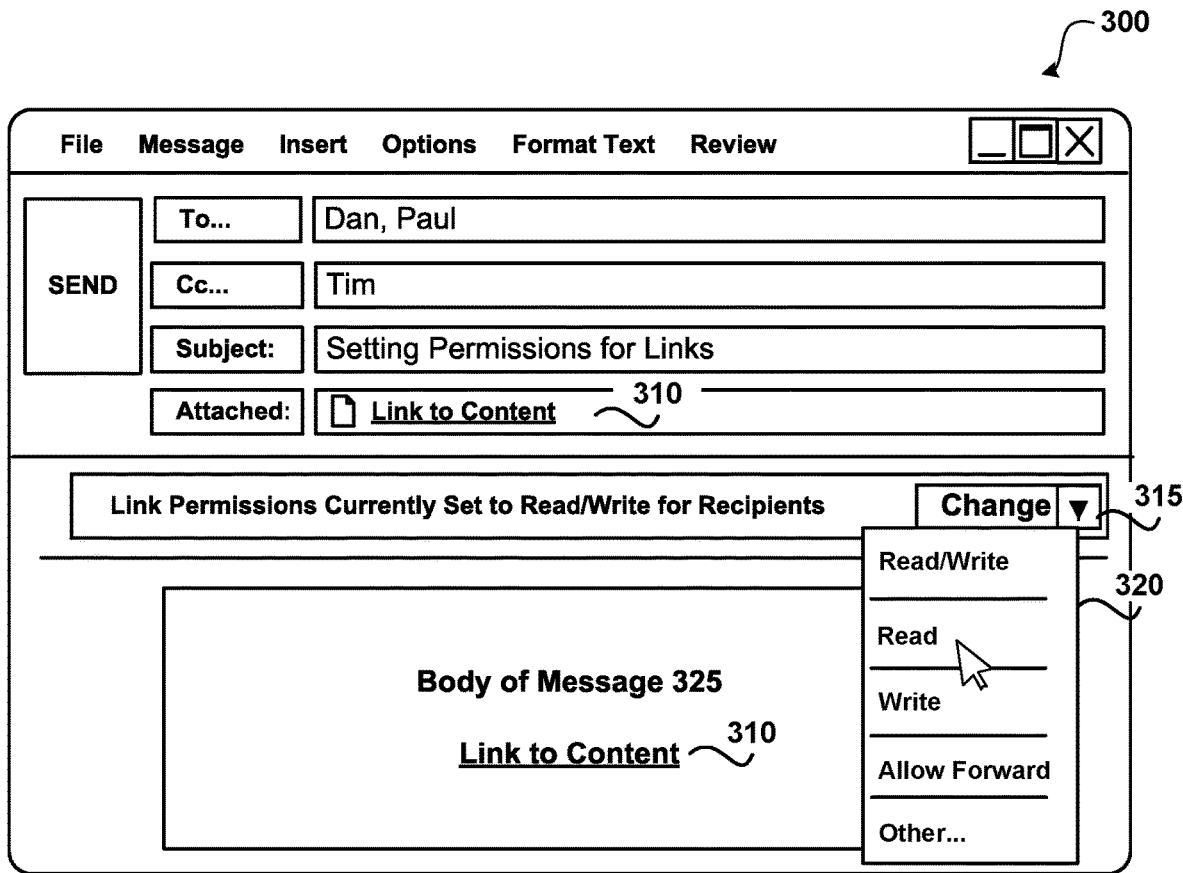 300
File Message Insert Options Format Text Review
To... Dan, Paul
SEND Cc... Tim
Subject: Setting Permissions for Links
Attached: Link to Content 310
Link Permissions Currently Set to Read/Write for Recipients Change 315
Read/Write
320
Read
Body of Message 325
Write
Link to Content 310
Allow Forward
Other...